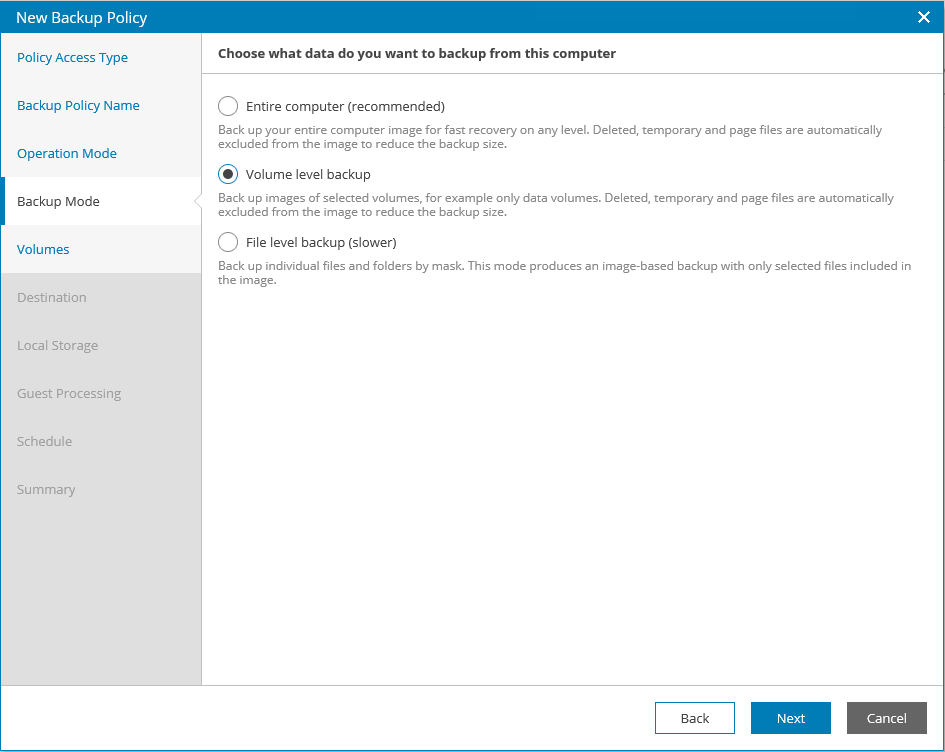 New Backup Policy
Policy Access Type
Backup Policy Name
Operation Mode
Backup Mode
Volumes
Destination
Local Storage
Guest Processing
Schedule
Summary
Choose what data do you want to backup from this computer
Entire computer (recommended)
Back up your entire computer image for fast recovery on any level. Deleted, temporary and page files are automatically
excluded from the image to reduce the backup size.
Volume level backup
Back up images of selected volumes, for example only data volumes. Deleted, temporary and page files are automatically
excluded from the image to reduce the backup size.
File level backup (slower)
Back up individual files and folders by mask. This mode produces an image-based backup with only selected files included in
the image.
Back
Next
Cancel